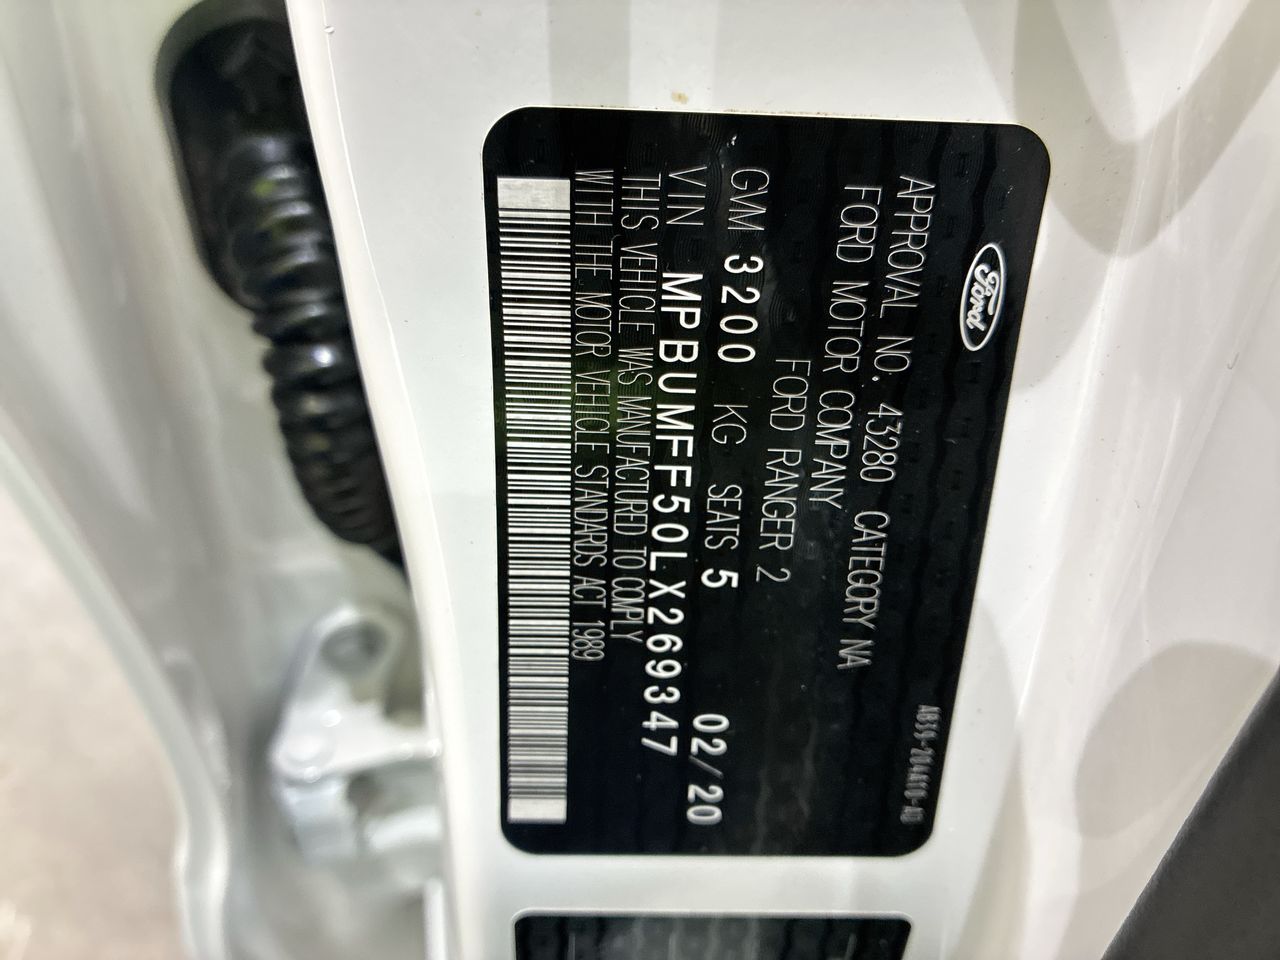 Ford
APPROVAL NO. 43280 CATEGORY NA
FORD MOTOR COMPANY
FORD RANGER 2
GVM 3200 KG SEATS 5 02/20
VIN MPBUMFF50LX269347
THIS VEHICLE WAS MANUFACTURED TO COMPLY
WITH THE MOTOR VEHICLE STANDARDS ACT 1989